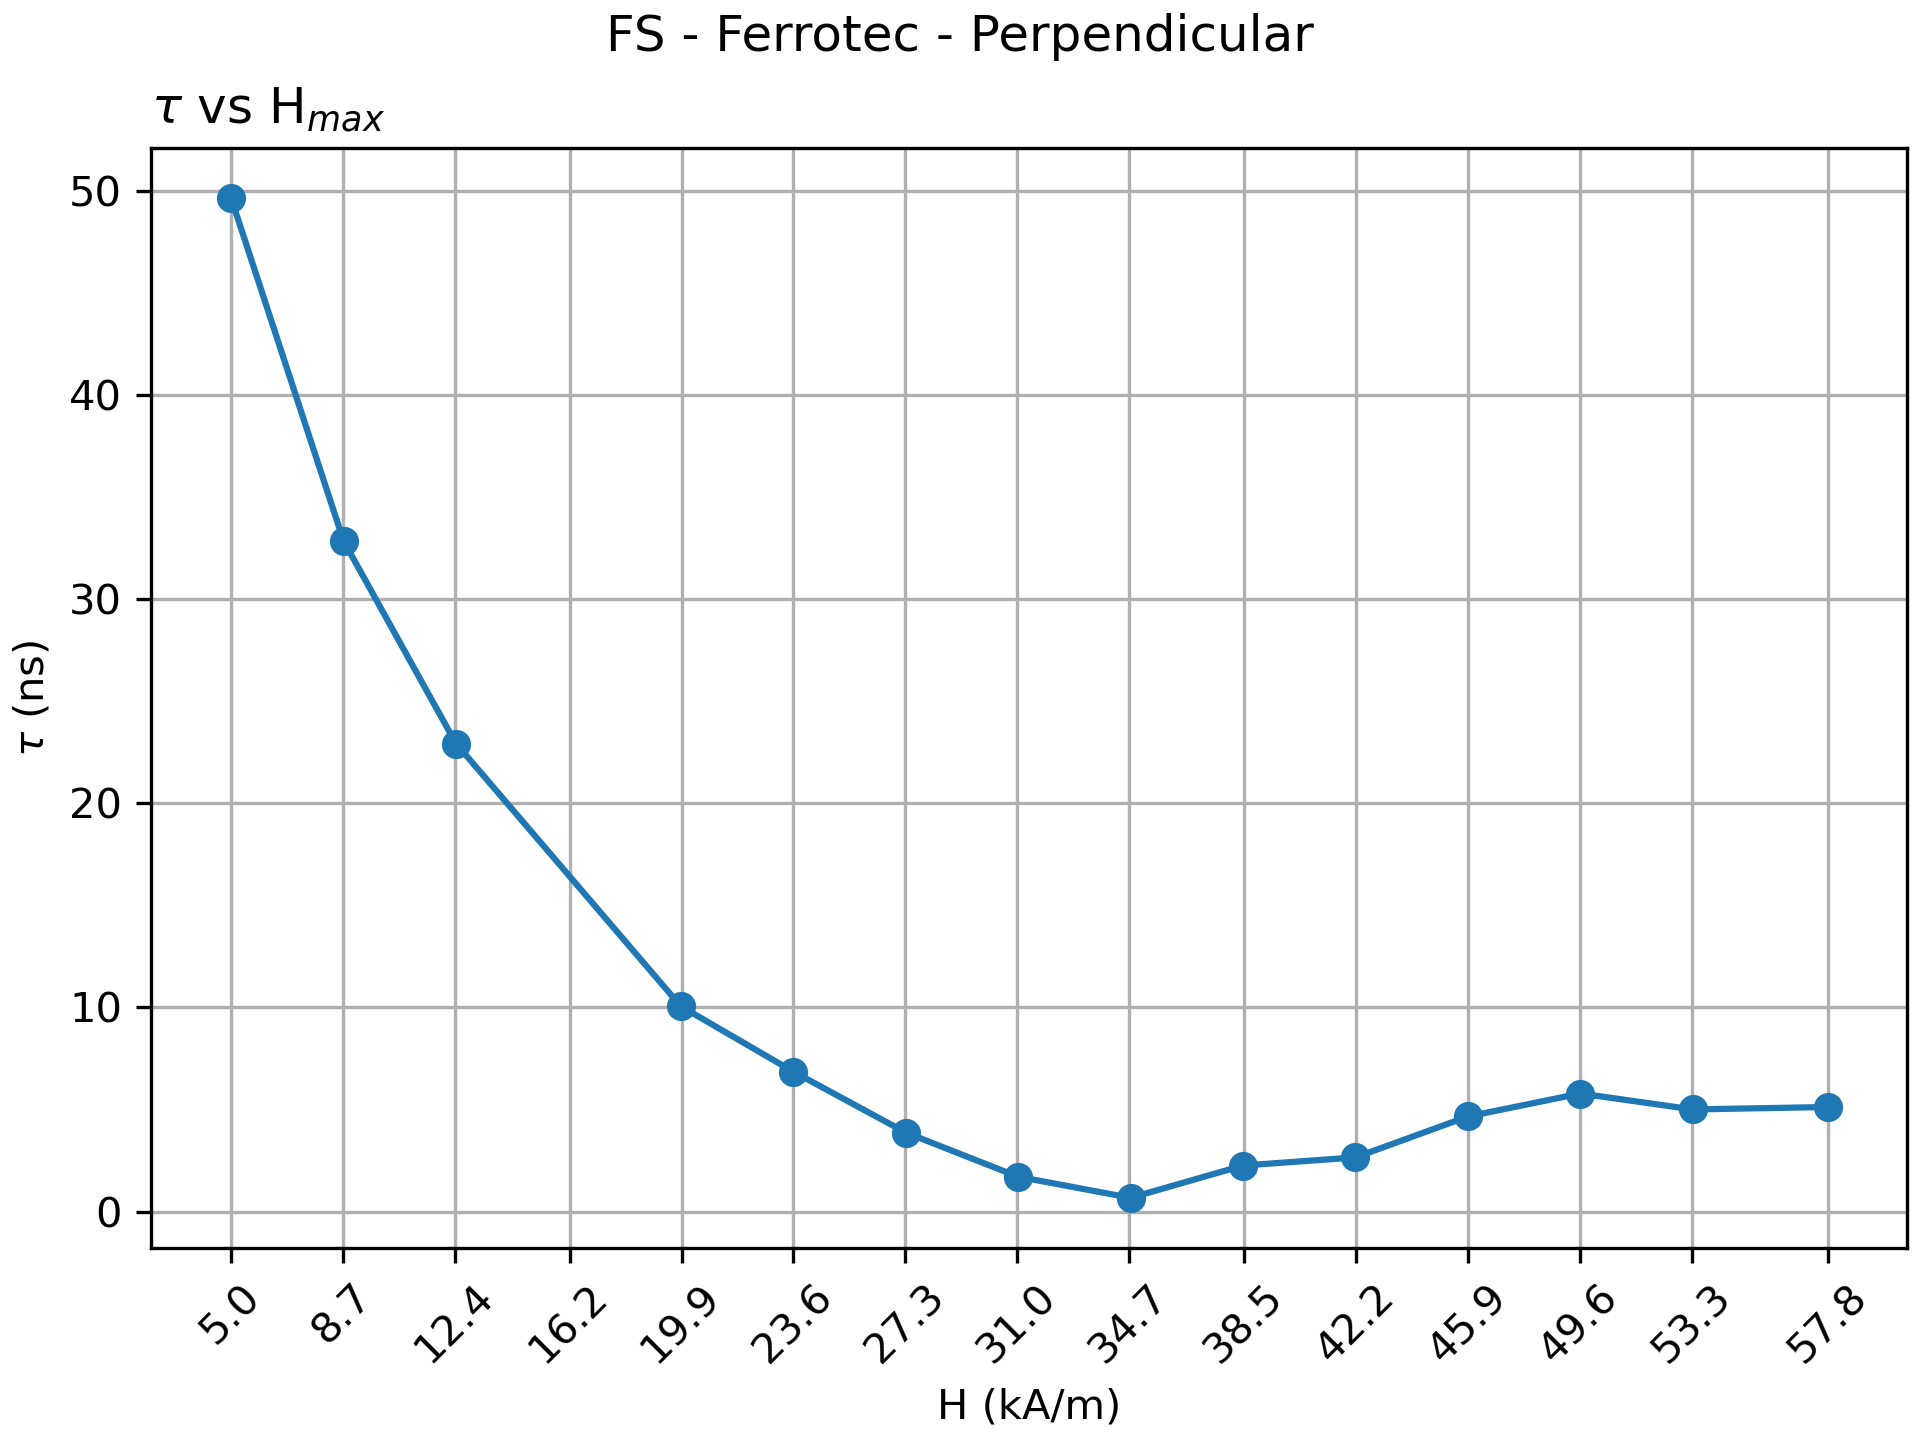 FS - Ferrotec - Perpendicular
τ vs H_max
50
40
30
20
10
0
τ (ns)
5.0 8.7 12.4 16.2 19.9 23.6 27.3 31.0 34.7 38.5 42.2 45.9 49.6 53.3 57.8
H (kA/m)